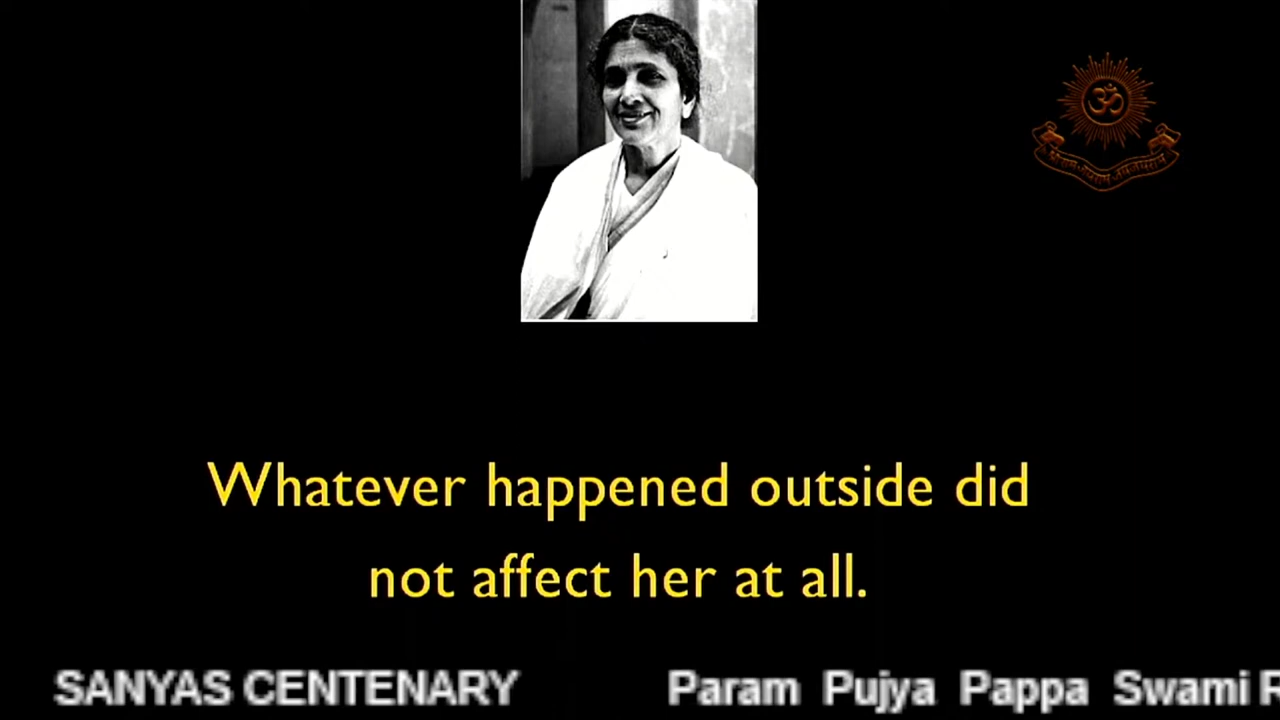 ॐ
Whatever happened outside did
not affect her at all.
SANYAS CENTENARY Param Pujya Pappa Swami R